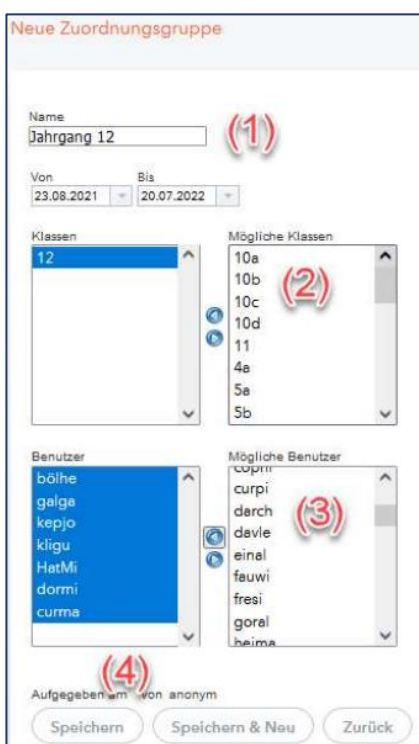 Neue Zuordnungsgruppe
Name
Jahrgang 12
(1)
Von Bis
23.08.2021 20.07.2022
Klassen Mögliche Klassen
12 10a
10b
(2)
10c
10d
11
4a
5a
5b
Benutzer Mögliche Benutzer
bölhe
galga curpi
kepjo darch
(3)
kligu davle
HatMi einal
dormi fauwi
curma fresi
goral
(4)
Aufgegeben am von anonym
Speichern Speichern & Neu Zurück